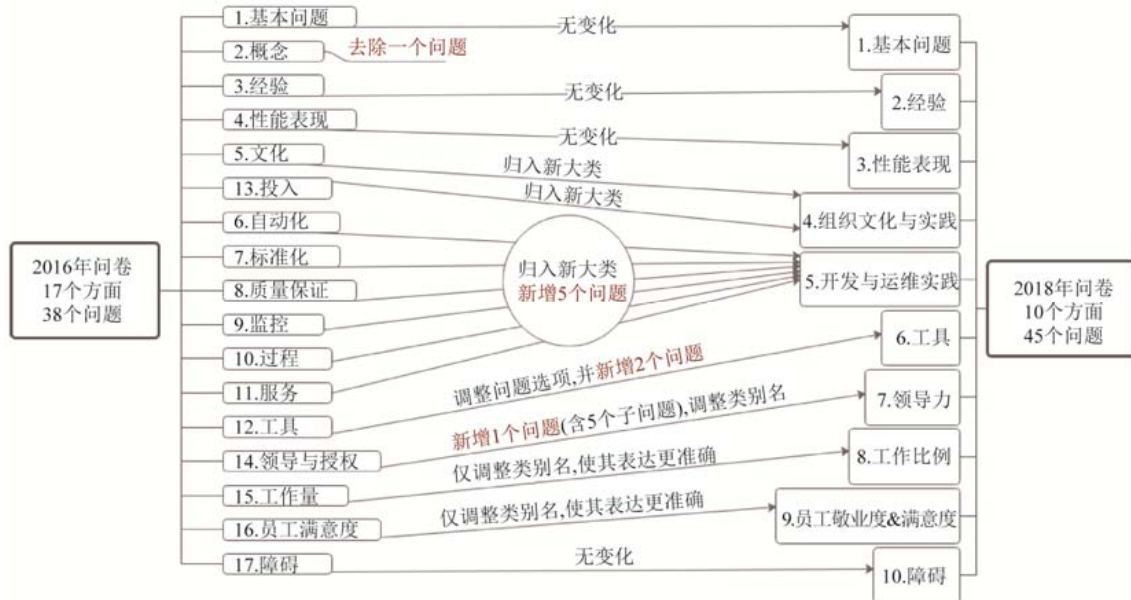 1.基本问题
无变化
1.基本问题
2.概念
去除一个问题
3.经验
无变化
2.经验
4.性能表现
无变化
3.性能表现
5.文化
归入新大类
13.投入
归入新大类
4.组织文化与实践
6.自动化
7.标准化
8.质量保证
9.监控
10.过程
11.服务
归入新大类
新增5个问题
5.开发与运维实践
2016年问卷
17个方面
38个问题
2018年问卷
10个方面
45个问题
12.工具
调整问题选项,并新增2个问题
6.工具
14.领导与授权
新增1个问题(含5个子问题),调整类别名
7.领导力
15.工作量
仅调整类别名,使其表达更准确
8.工作比例
16.员工满意度
仅调整类别名,使其表达更准确
9.员工敬业度&满意度
17.障碍
无变化
10.障碍